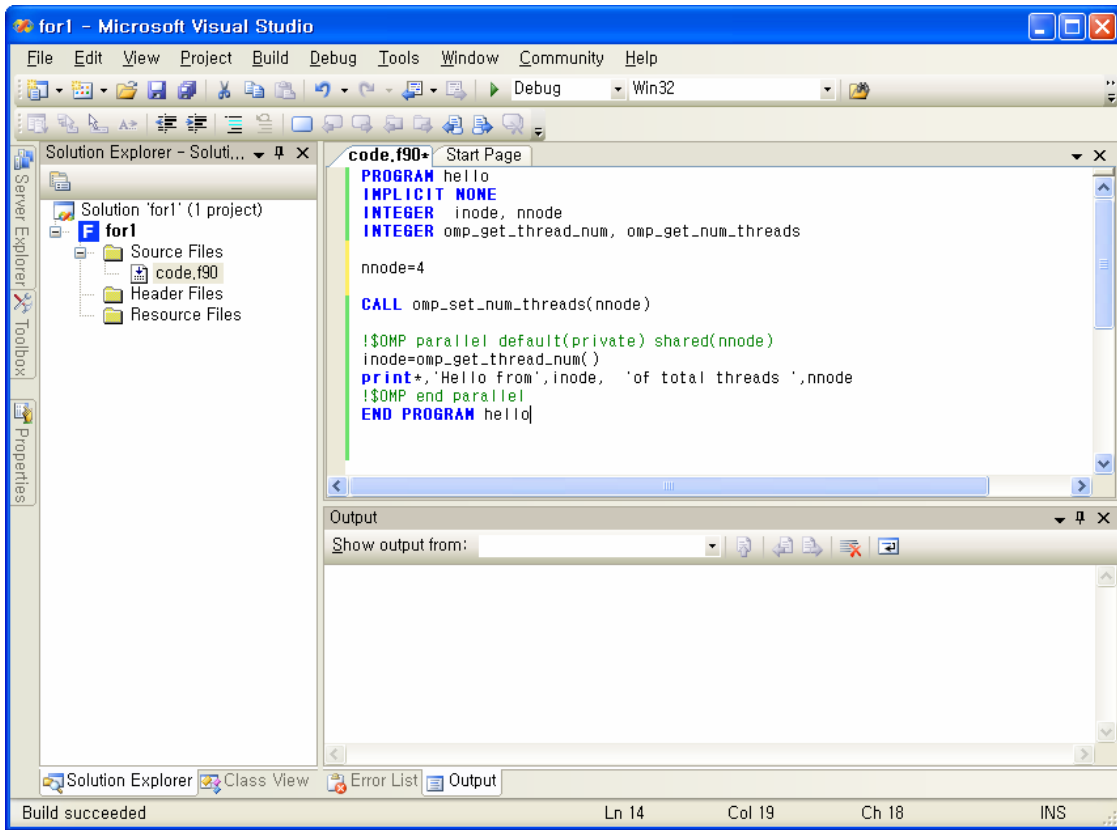 for1 - Microsoft Visual Studio
File Edit View Project Build Debug Tools Window Community Help
Debug Win32
Server Explorer
Toolbox
Properties
Solution Explorer - Soluti...
Solution 'for1' (1 project)
F for1
Source Files
code.f90
Header Files
Resource Files
code.f90* Start Page
PROGRAM hello
IMPLICIT NONE
INTEGER inode, nnode
INTEGER omp_get_thread_num, omp_get_num_threads
nnode=4
CALL omp_set_num_threads(nnode)
!$OMP parallel default(private) shared(nnode)
inode=omp_get_thread_num()
print*,'Hello from',inode, 'of total threads ',nnode
!$OMP end parallel
END PROGRAM hello
Output
Show output from:
Solution Explorer Class View Error List Output
Build succeeded Ln 14 Col 19 Ch 18 INS